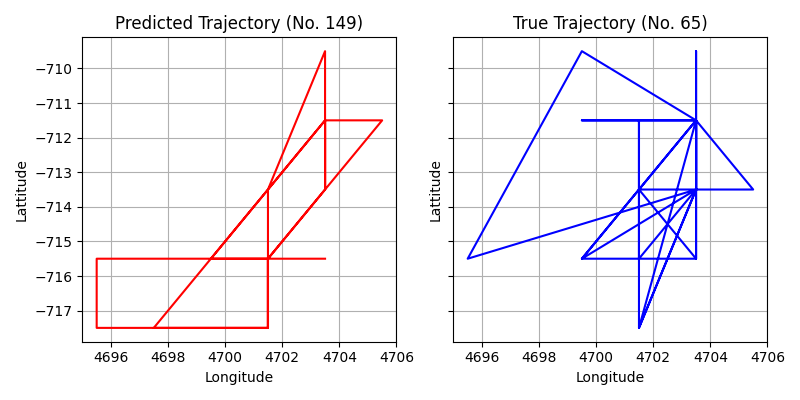 Predicted Trajectory (No. 149)
True Trajectory (No. 65)
Lattitude
−710
−711
−712
−713
−714
−715
−716
−717
4696 4698 4700 4702 4704 4706
Longitude
Lattitude
4696 4698 4700 4702 4704 4706
Longitude